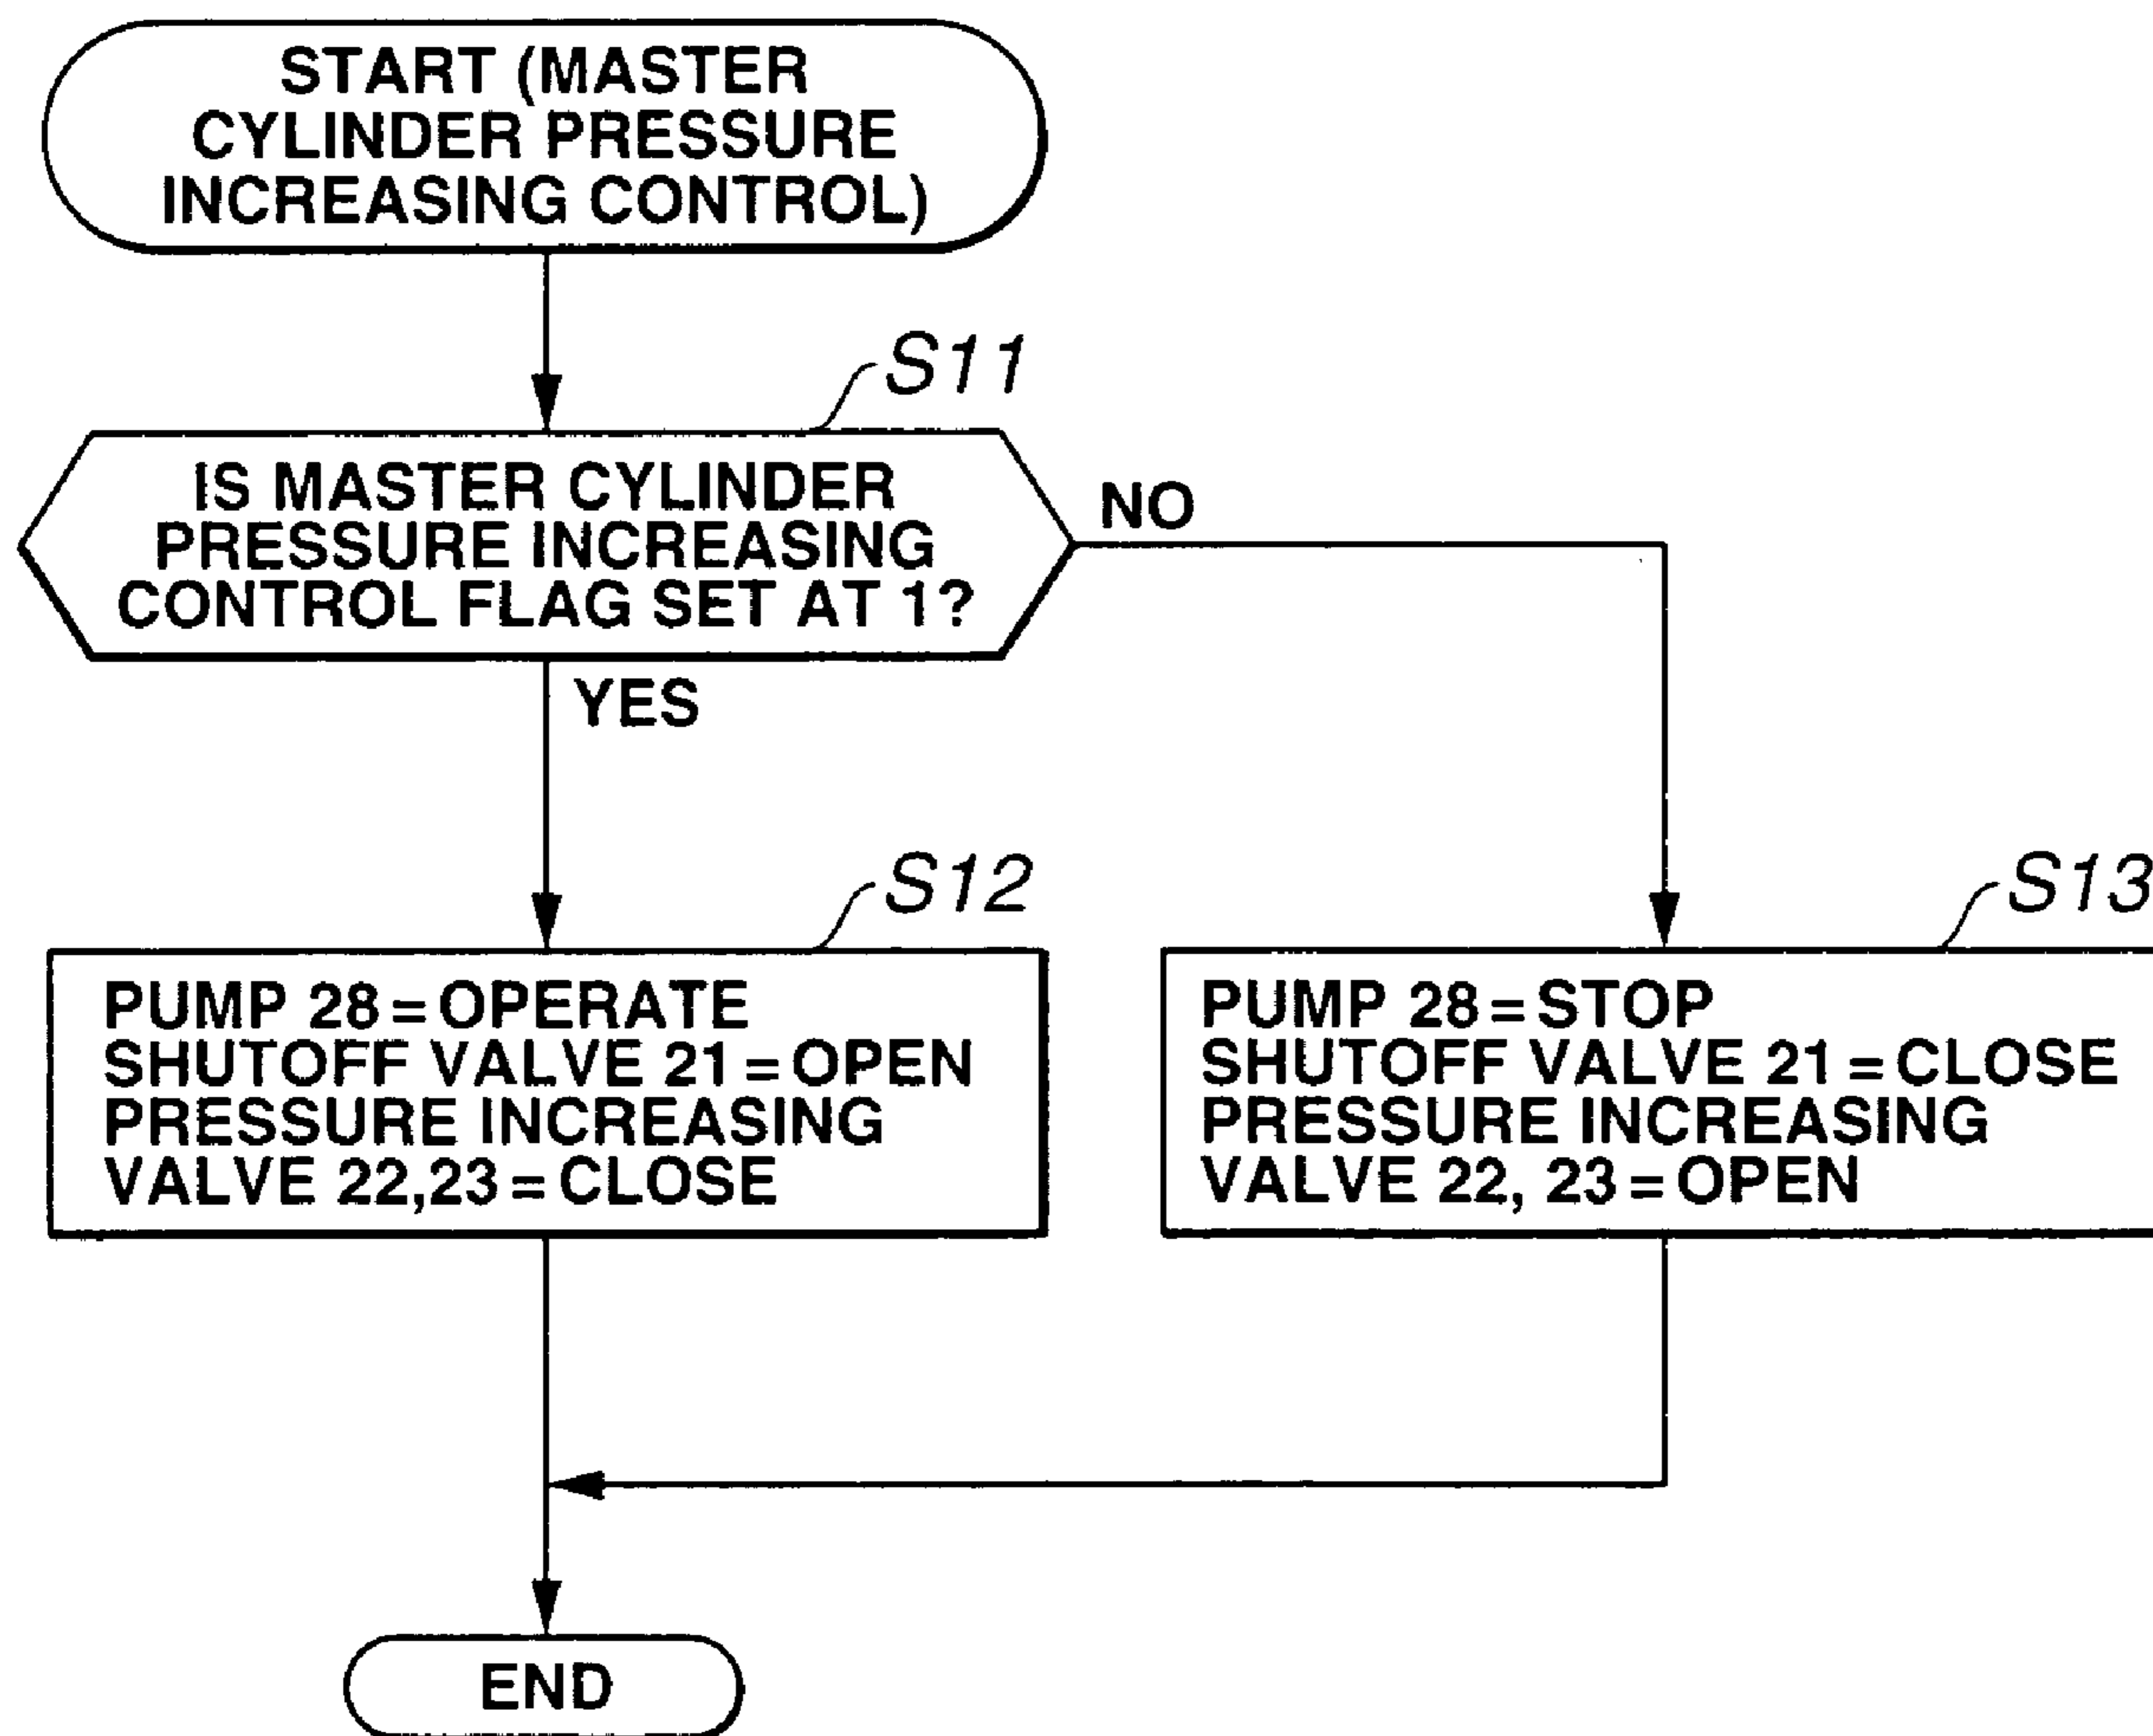 START (MASTER
CYLINDER PRESSURE
INCREASING CONTROL)
S11
IS MASTER CYLINDER
PRESSURE INCREASING
CONTROL FLAG SET AT 1?
NO
YES
S12
PUMP 28=OPERATE
SHUTOFF VALVE 21=OPEN
PRESSURE INCREASING
VALVE 22,23=CLOSE
S13
PUMP 28=STOP
SHUTOFF VALVE 21=CLOSE
PRESSURE INCREASING
VALVE 22, 23=OPEN
END